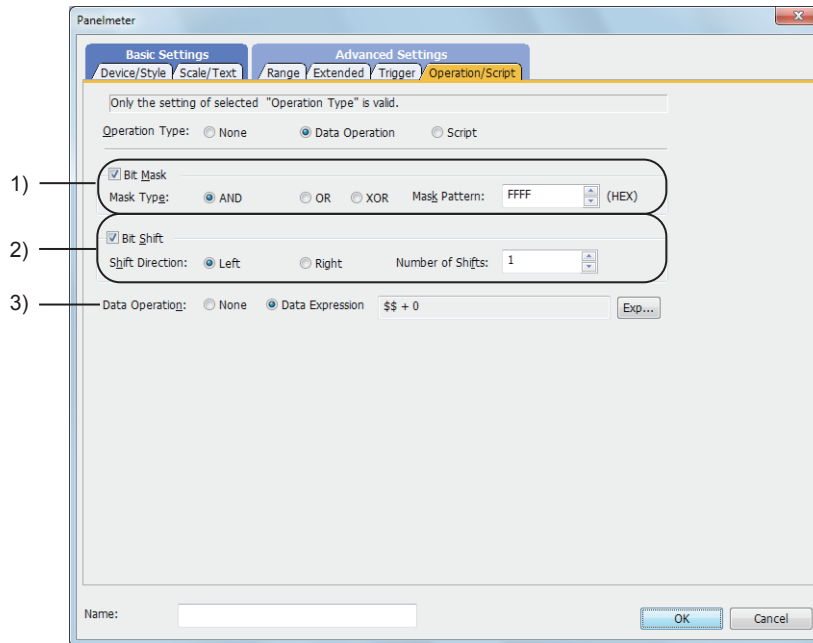 Panelmeter
Basic Settings
Advanced Settings
Device/Style Scale/Text Range Extended Trigger Operation/Script
Only the setting of selected "Operation Type" is valid.
Operation Type: None Data Operation Script
1)
Bit Mask
Mask Type: AND OR XOR Mask Pattern: FFFF (HEX)
2)
Bit Shift
Shift Direction: Left Right Number of Shifts: 1
3)
Data Operation: None Data Expression $$ + 0 Exp...
Name:
OK Cancel